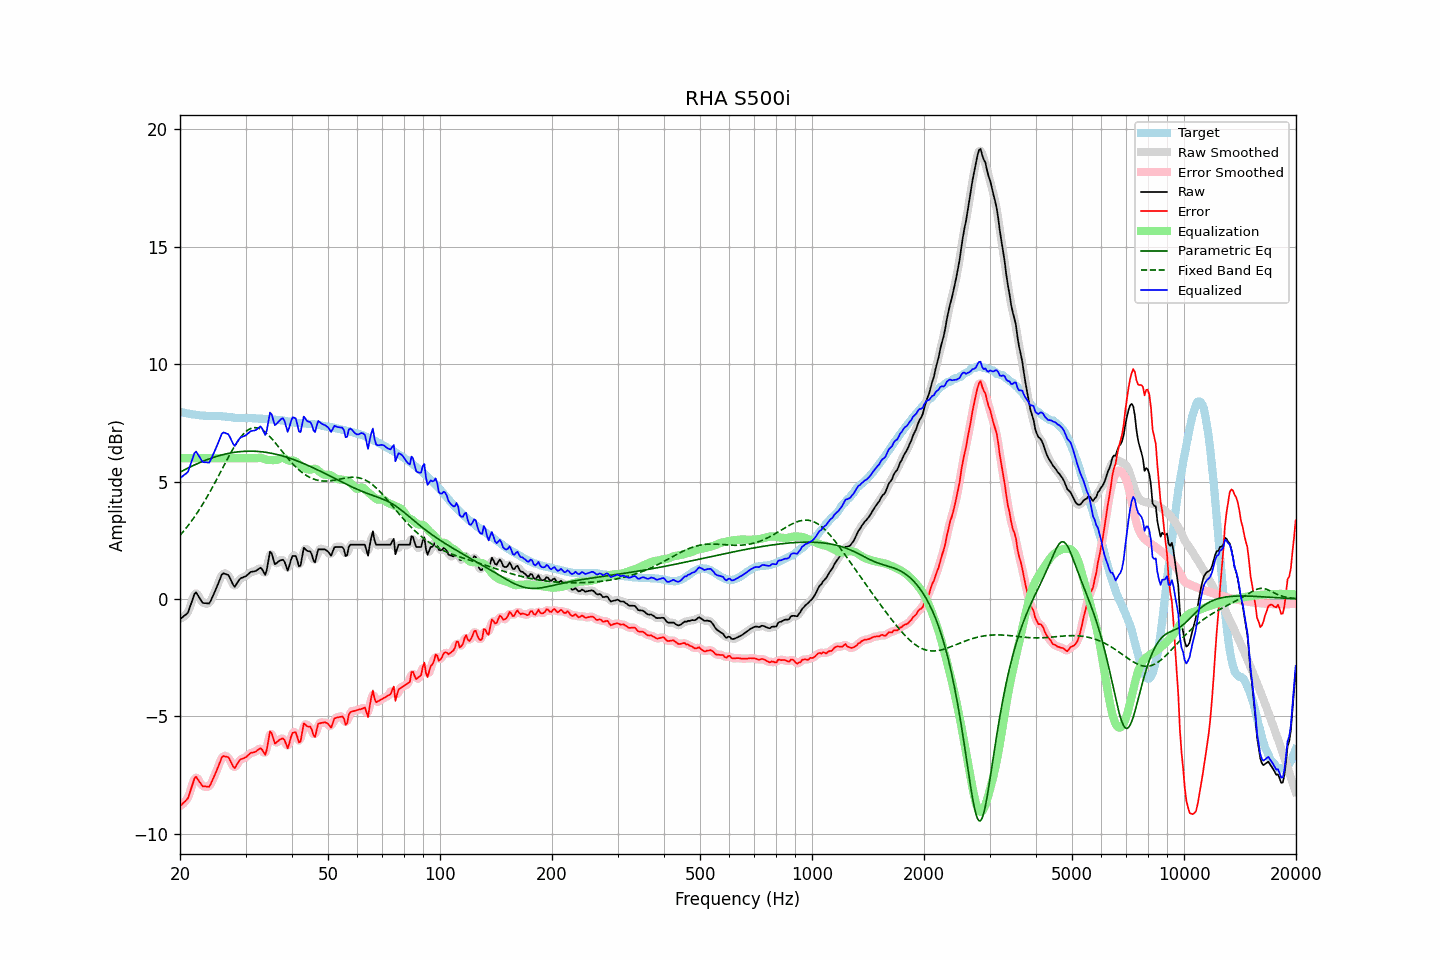 RHA S500i
Amplitude (dBr)
20
15
10
5
0
−5
−10
20
50
100
200
500
1000
2000
5000
10000
20000
Frequency (Hz)
Target
Raw Smoothed
Error Smoothed
Raw
Error
Equalization
Parametric Eq
Fixed Band Eq
Equalized